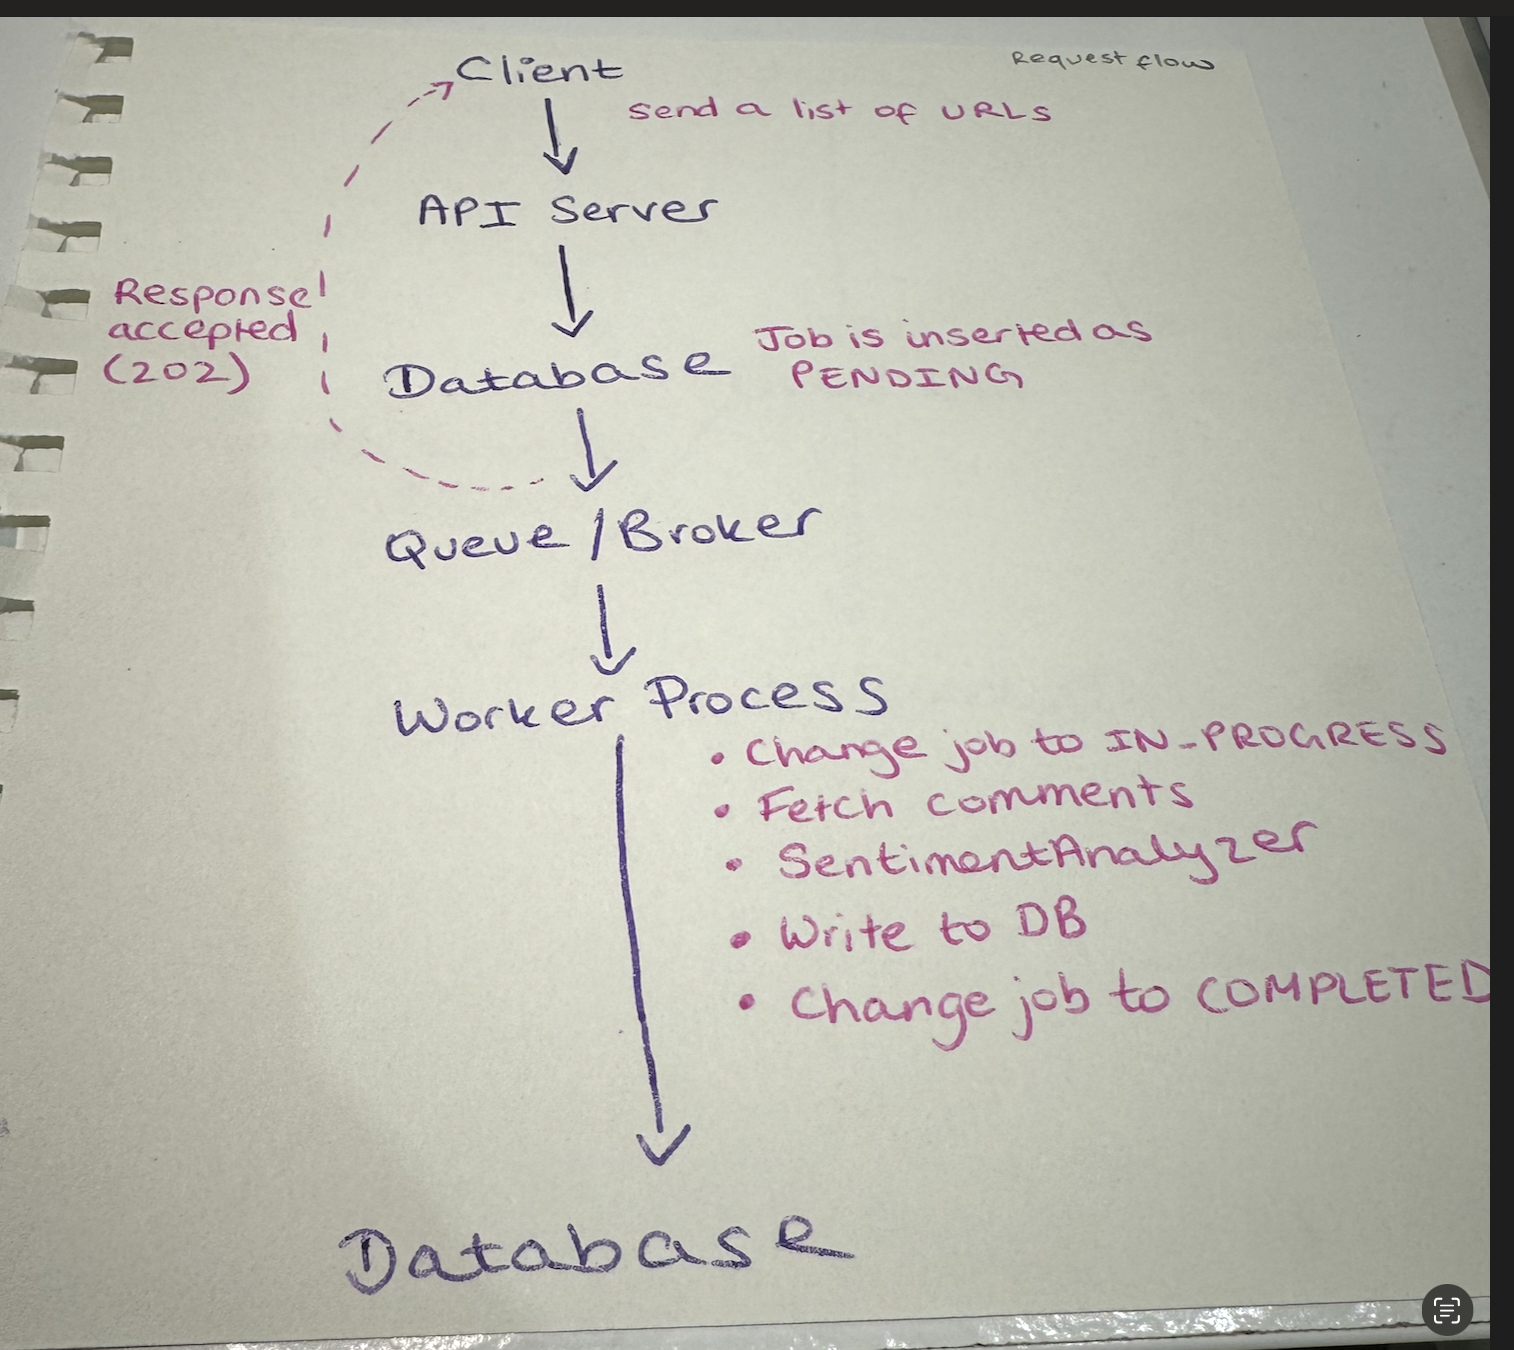 Request flow
Client
Send a list of URLs
API Server
Response
accepted
(202)
Database
Job is inserted as
PENDING
Queue / Broker
Worker Process
• Change job to IN-PROGRESS
• Fetch comments
• SentimentAnalyzer
• Write to DB
• Change job to COMPLETED
Database